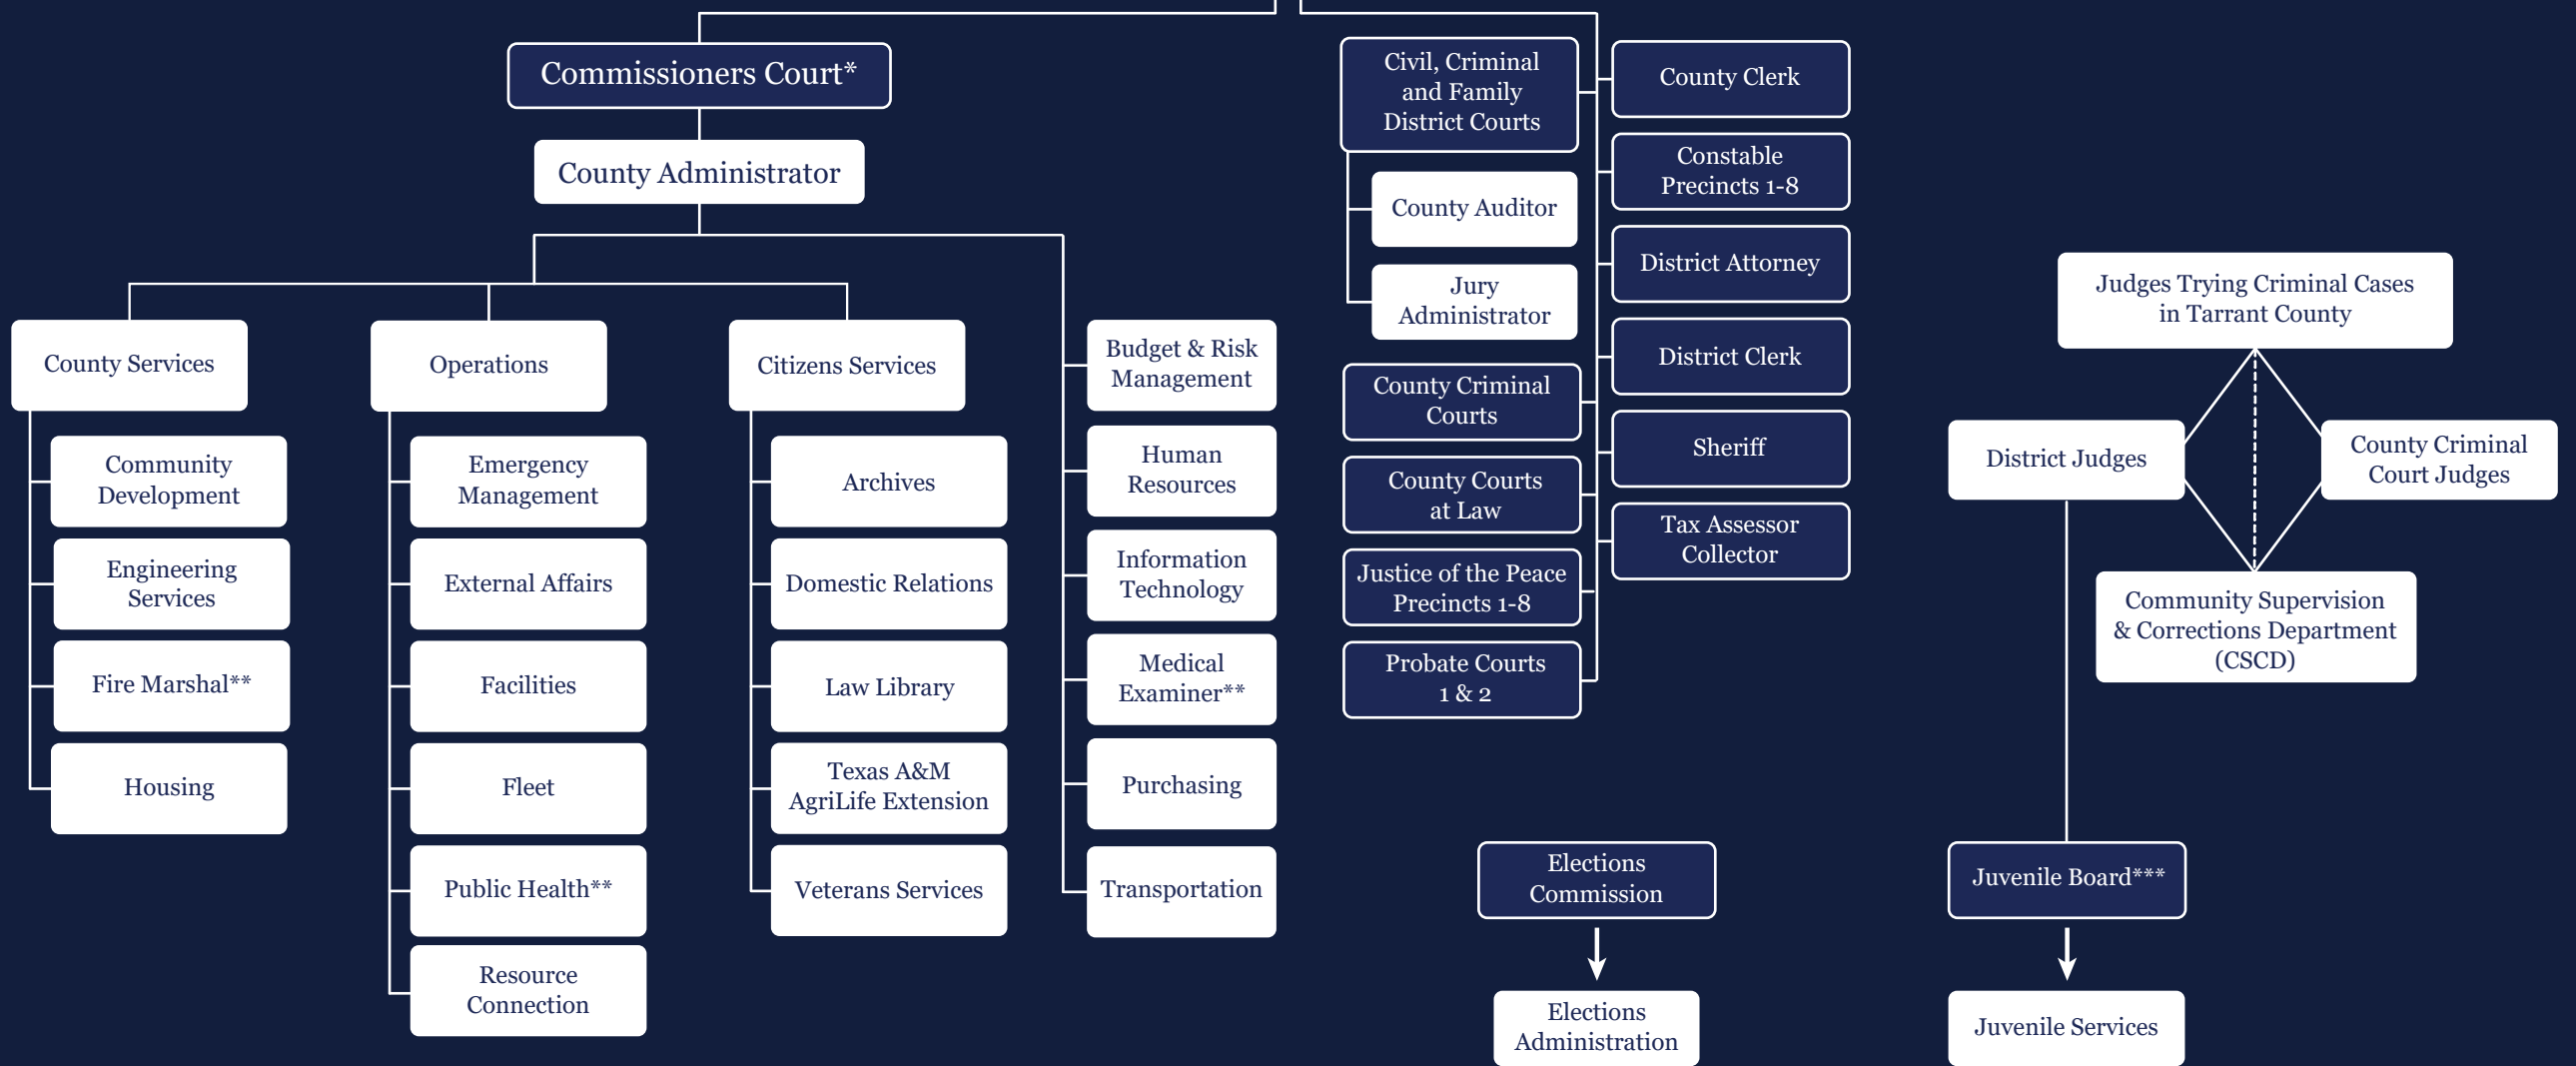 Commissioners Court*
County Administrator
County Services
Community
Development
Engineering
Services
Fire Marshal**
Housing
Operations
Emergency
Management
External Affairs
Facilities
Fleet
Public Health**
Resource
Connection
Citizens Services
Archives
Domestic Relations
Law Library
Texas A&M
AgriLife Extension
Veterans Services
Budget & Risk
Management
Human
Resources
Information
Technology
Medical
Examiner**
Purchasing
Transportation
Civil, Criminal
and Family
District Courts
County Auditor
Jury
Administrator
County Criminal
Courts
County Courts
at Law
Justice of the Peace
Precincts 1-8
Probate Courts
1 & 2
County Clerk
Constable
Precincts 1-8
District Attorney
District Clerk
Sheriff
Tax Assessor
Collector
Elections
Commission
Elections
Administration
Judges Trying Criminal Cases
in Tarrant County
District Judges
County Criminal
Court Judges
Community Supervision
& Corrections Department
(CSCD)
Juvenile Board***
Juvenile Services